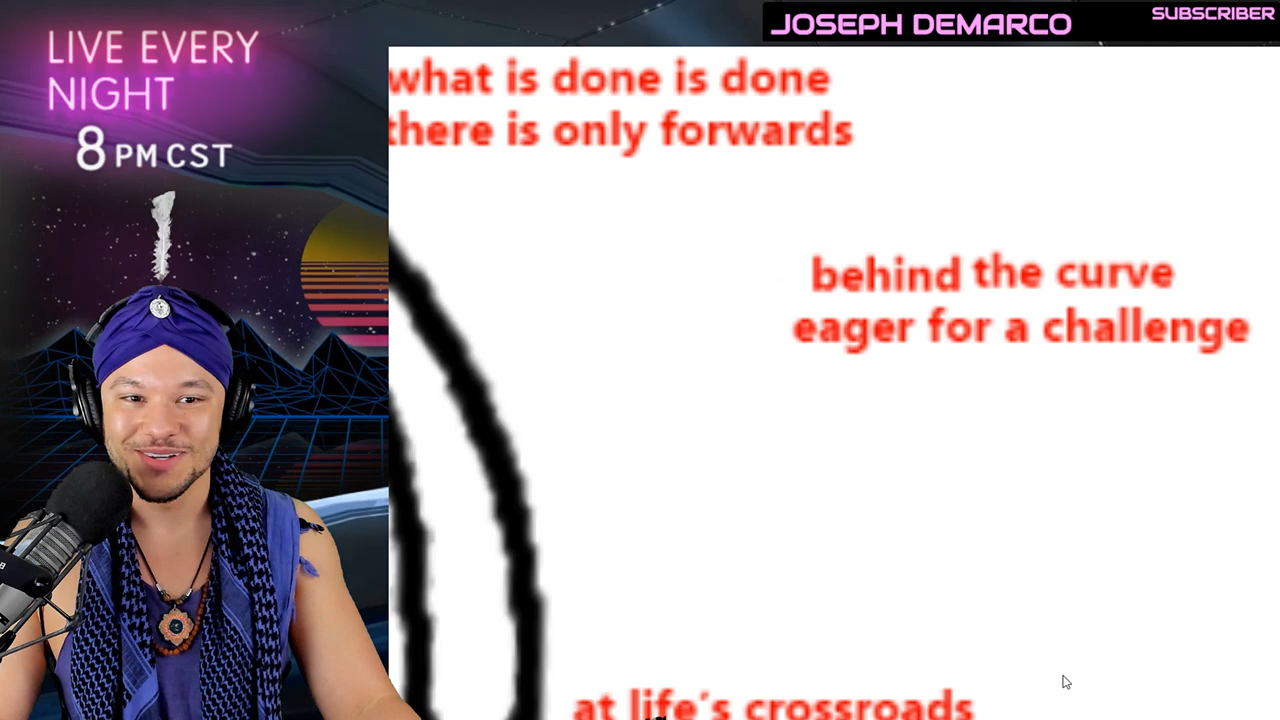 LIVE EVERY
NIGHT
8 PM CST
JOSEPH DEMARCO
SUBSCRIBER
what is done is done
there is only forwards
behind the curve
eager for a challenge
at life's crossroads